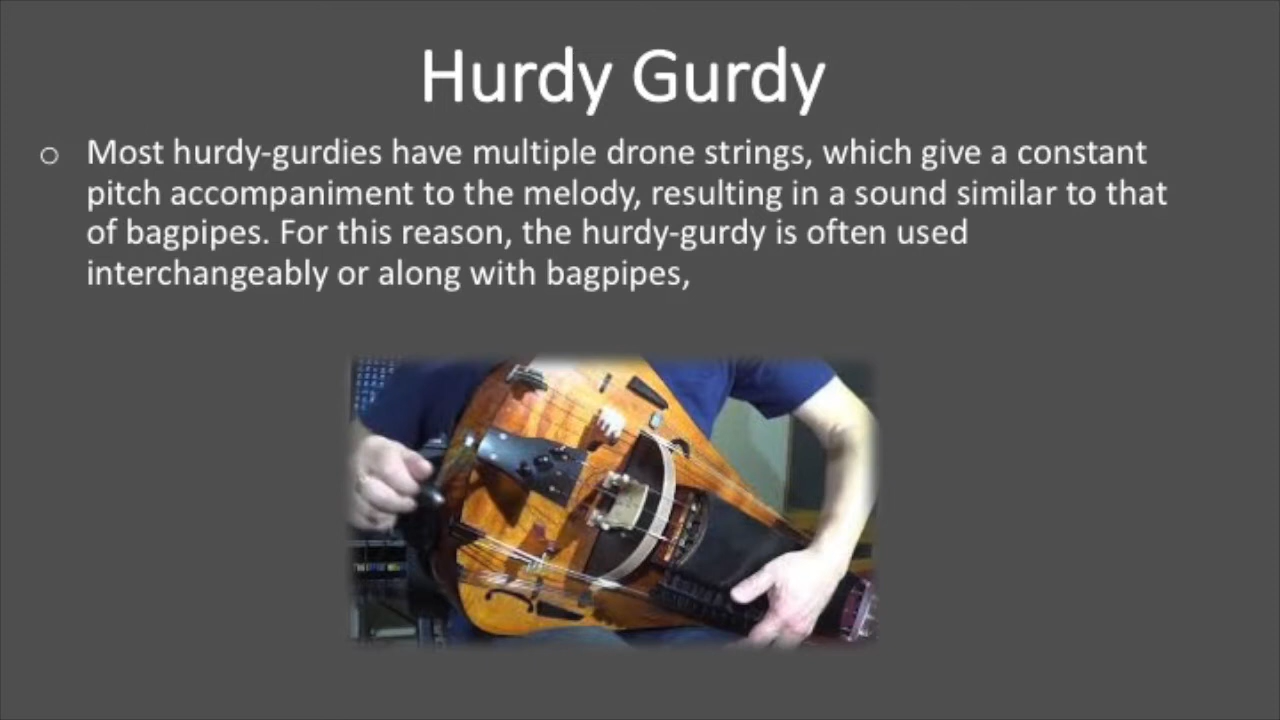 Hurdy Gurdy
o Most hurdy-gurdies have multiple drone strings, which give a constant
pitch accompaniment to the melody, resulting in a sound similar to that
of bagpipes. For this reason, the hurdy-gurdy is often used
interchangeably or along with bagpipes,